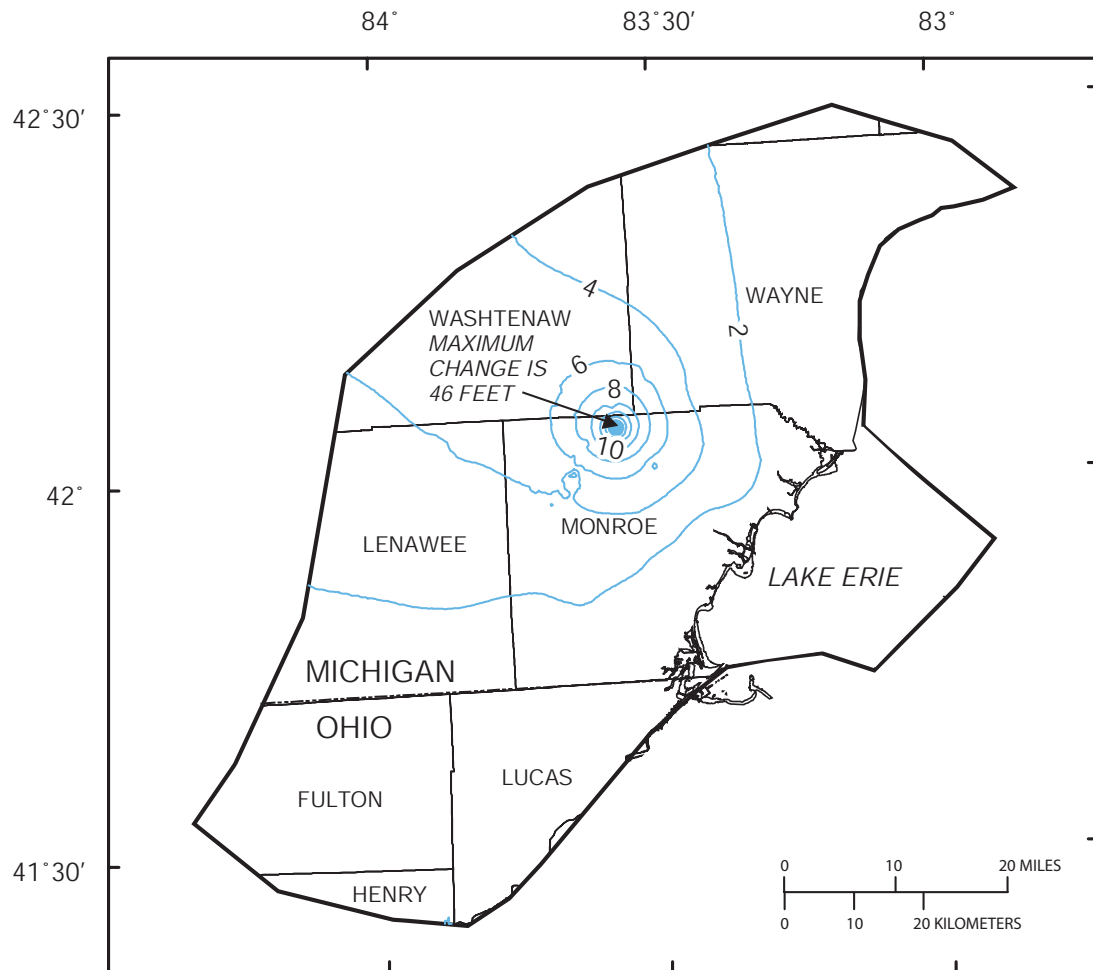 84˚ 83˚30′ 83˚
42˚30′
WAYNE
4
2
WASHTENAW
MAXIMUM
CHANGE IS
46 FEET
6
8
10
42˚
MONROE
LENAWEE
LAKE ERIE
MICHIGAN
OHIO
LUCAS
FULTON
41˚30′
HENRY
0 10 20 MILES
0 10 20 KILOMETERS